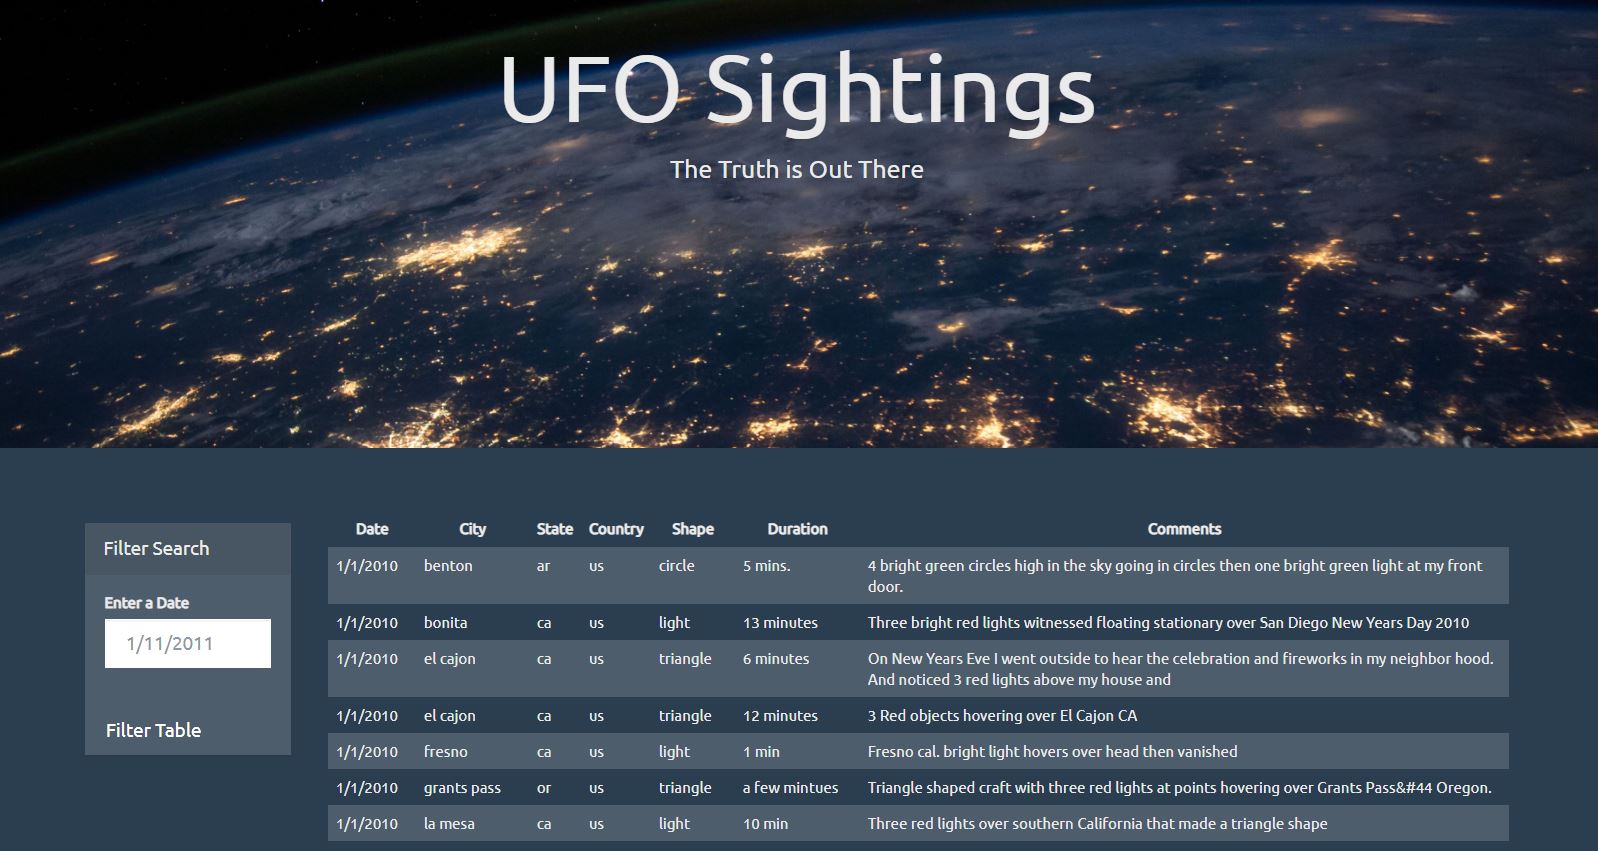 UFO Sightings
The Truth is Out There
Filter Search
Enter a Date
1/11/2011
Filter Table
Date City State Country Shape Duration Comments
1/1/2010 benton ar us circle 5 mins. 4 bright green circles high in the sky going in circles then one bright green light at my front
door.
1/1/2010 bonita ca us light 13 minutes Three bright red lights witnessed floating stationary over San Diego New Years Day 2010
1/1/2010 el cajon ca us triangle 6 minutes On New Years Eve I went outside to hear the celebration and fireworks in my neighbor hood.
And noticed 3 red lights above my house and
1/1/2010 el cajon ca us triangle 12 minutes 3 Red objects hovering over El Cajon CA
1/1/2010 fresno ca us light 1 min Fresno cal. bright light hovers over head then vanished
1/1/2010 grants pass or us triangle a few mintues Triangle shaped craft with three red lights at points hovering over Grants Pass&#44 Oregon.
1/1/2010 la mesa ca us light 10 min Three red lights over southern California that made a triangle shape